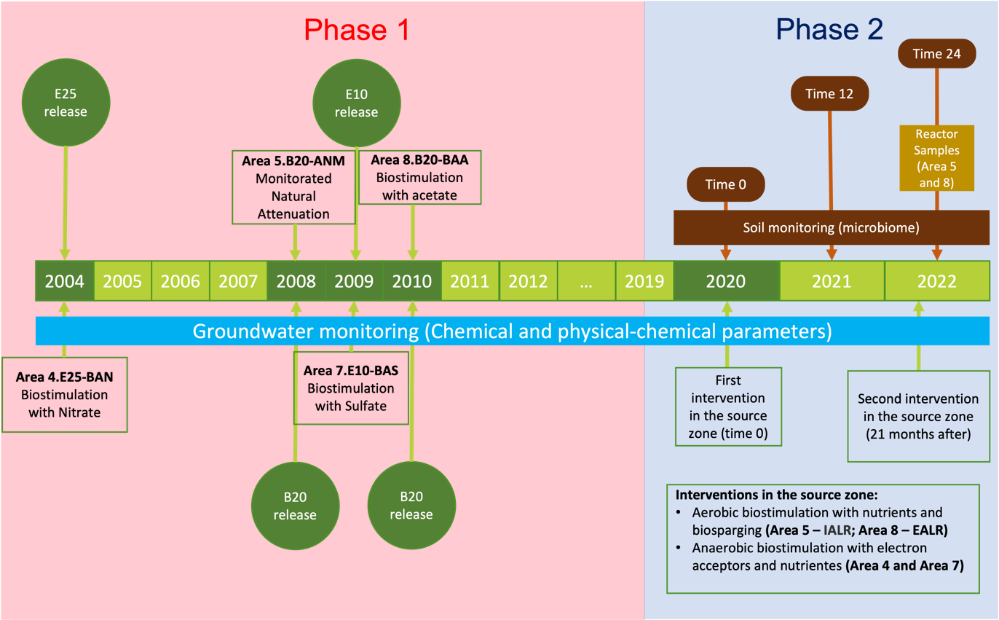 Phase 1
Phase 2
E25
release
E10
release
Time 0
Time 12
Time 24
Area 5.B20-ANM
Monitorated
Natural
Attenuation
Area 8.B20-BAA
Biostimulation
with acetate
Reactor
Samples
(Area 5
and 8)
Soil monitoring (microbiome)
2004
2005
2006
2007
2008
2009
2010
2011
2012
...
2019
2020
2021
2022
Groundwater monitoring (Chemical and physical-chemical parameters)
Area 4.E25-BAN
Biostimulation
with Nitrate
Area 7.E10-BAS
Biostimulation
with Sulfate
First
intervention
in the source
zone (time 0)
Second intervention
in the source zone
(21 months after)
B20
release
B20
release
Interventions in the source zone:
• Aerobic biostimulation with nutrients and
biosparging (Area 5 – IALR; Area 8 – EALR)
• Anaerobic biostimulation with electron
acceptors and nutrientes (Area 4 and Area 7)